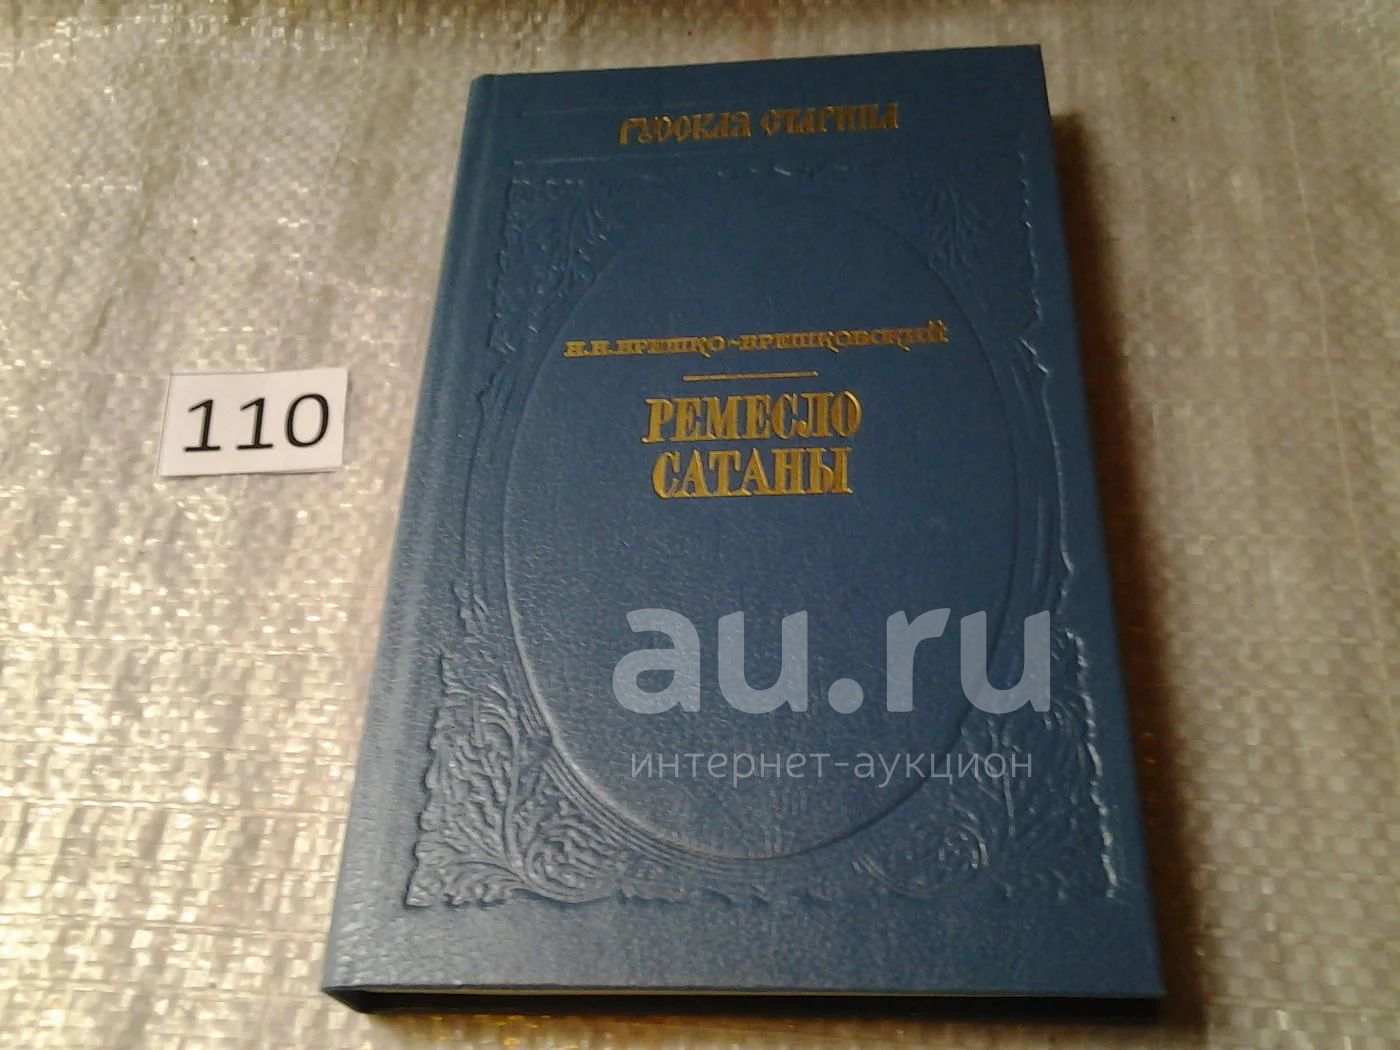 РУССКАЯ СТАРИНА
Н.Н.БРЕШКО-БРЕШКОВСКИЙ
РЕМЕСЛО
САТАНЫ
110
au.ru
интернет-аукцион